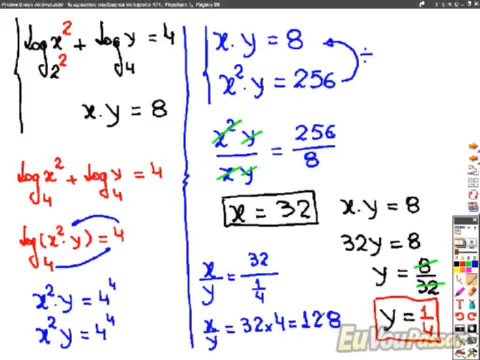 log x² + log y = 4
2² 4
x.y = 8
log x² + log y = 4
4 4
log (x².y) = 4
4
x².y = 4⁴
x².y = 4⁴
x.y = 8
÷
x².y = 256
x² y / x y = 256 / 8
x = 32
x / y = 32 / 1/4
x / y = 32 x 4 = 128
x.y = 8
32y = 8
y = 8 / 32
y = 1/4
EuVouPassar